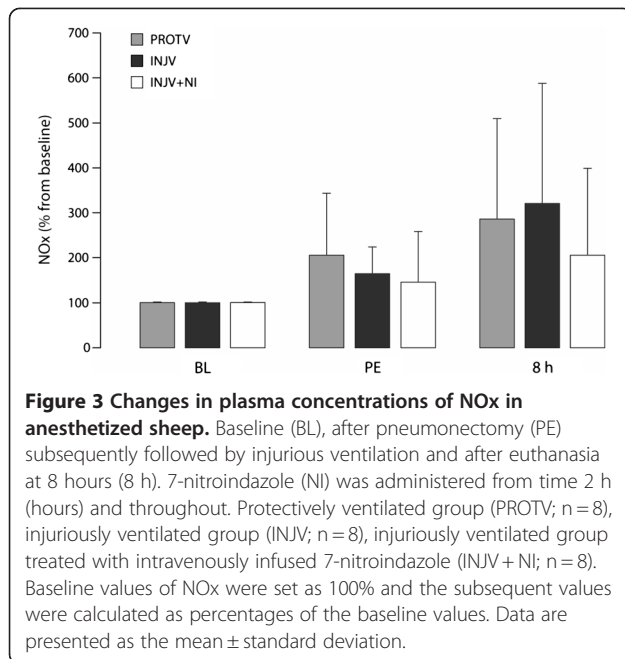 700
600
500
400
300
200
100
0
NOx (% from baseline)
PROTV
INJV
INJV+NI
BL PE 8 h
Figure 3 Changes in plasma concentrations of NOx in
anesthetized sheep. Baseline (BL), after pneumonectomy (PE)
subsequently followed by injurious ventilation and after euthanasia
at 8 hours (8 h). 7-nitroindazole (NI) was administered from time 2 h
(hours) and throughout. Protectively ventilated group (PROTV; n = 8),
injuriously ventilated group (INJV; n = 8), injuriously ventilated group
treated with intravenously infused 7-nitroindazole (INJV + NI; n = 8).
Baseline values of NOx were set as 100% and the subsequent values
were calculated as percentages of the baseline values. Data are
presented as the mean ± standard deviation.